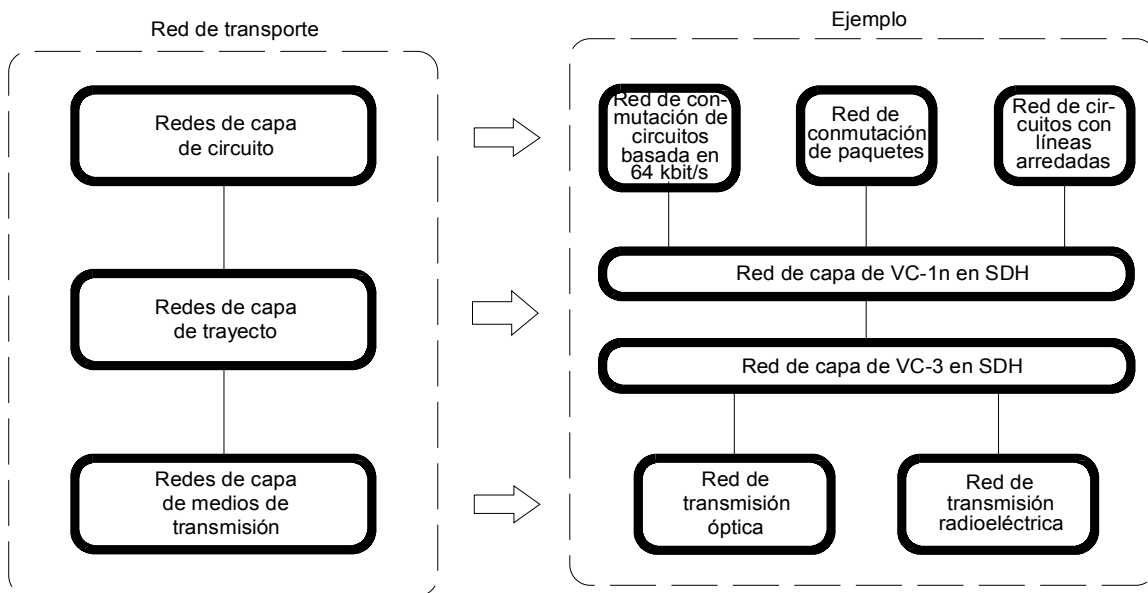 Red de transporte
Ejemplo
Redes de capa
de circuito
Red de con-
mutación de
circuitos
basada en
64 kbit/s
Red de
conmutación
de paquetes
Red de cir-
cuitos con
líneas
arredadas
Redes de capa
de trayecto
Red de capa de VC-1n en SDH
Red de capa de VC-3 en SDH
Redes de capa
de medios de
transmisión
Red de
transmisión
óptica
Red de
transmisión
radioeléctrica